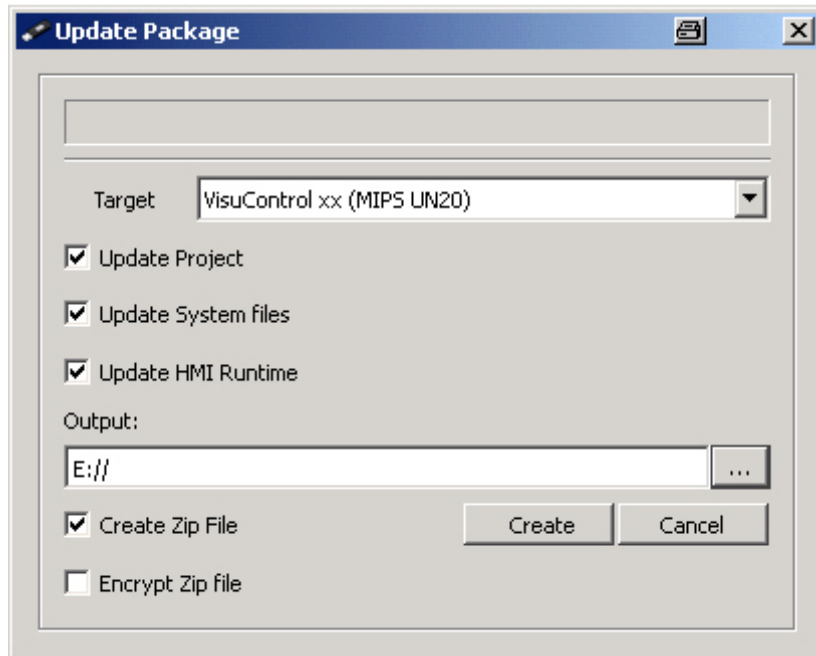 Update Package
Target VisuControl xx (MIPS UN20)
Update Project
Update System files
Update HMI Runtime
Output:
E:// ...
Create Zip File Create Cancel
Encrypt Zip file